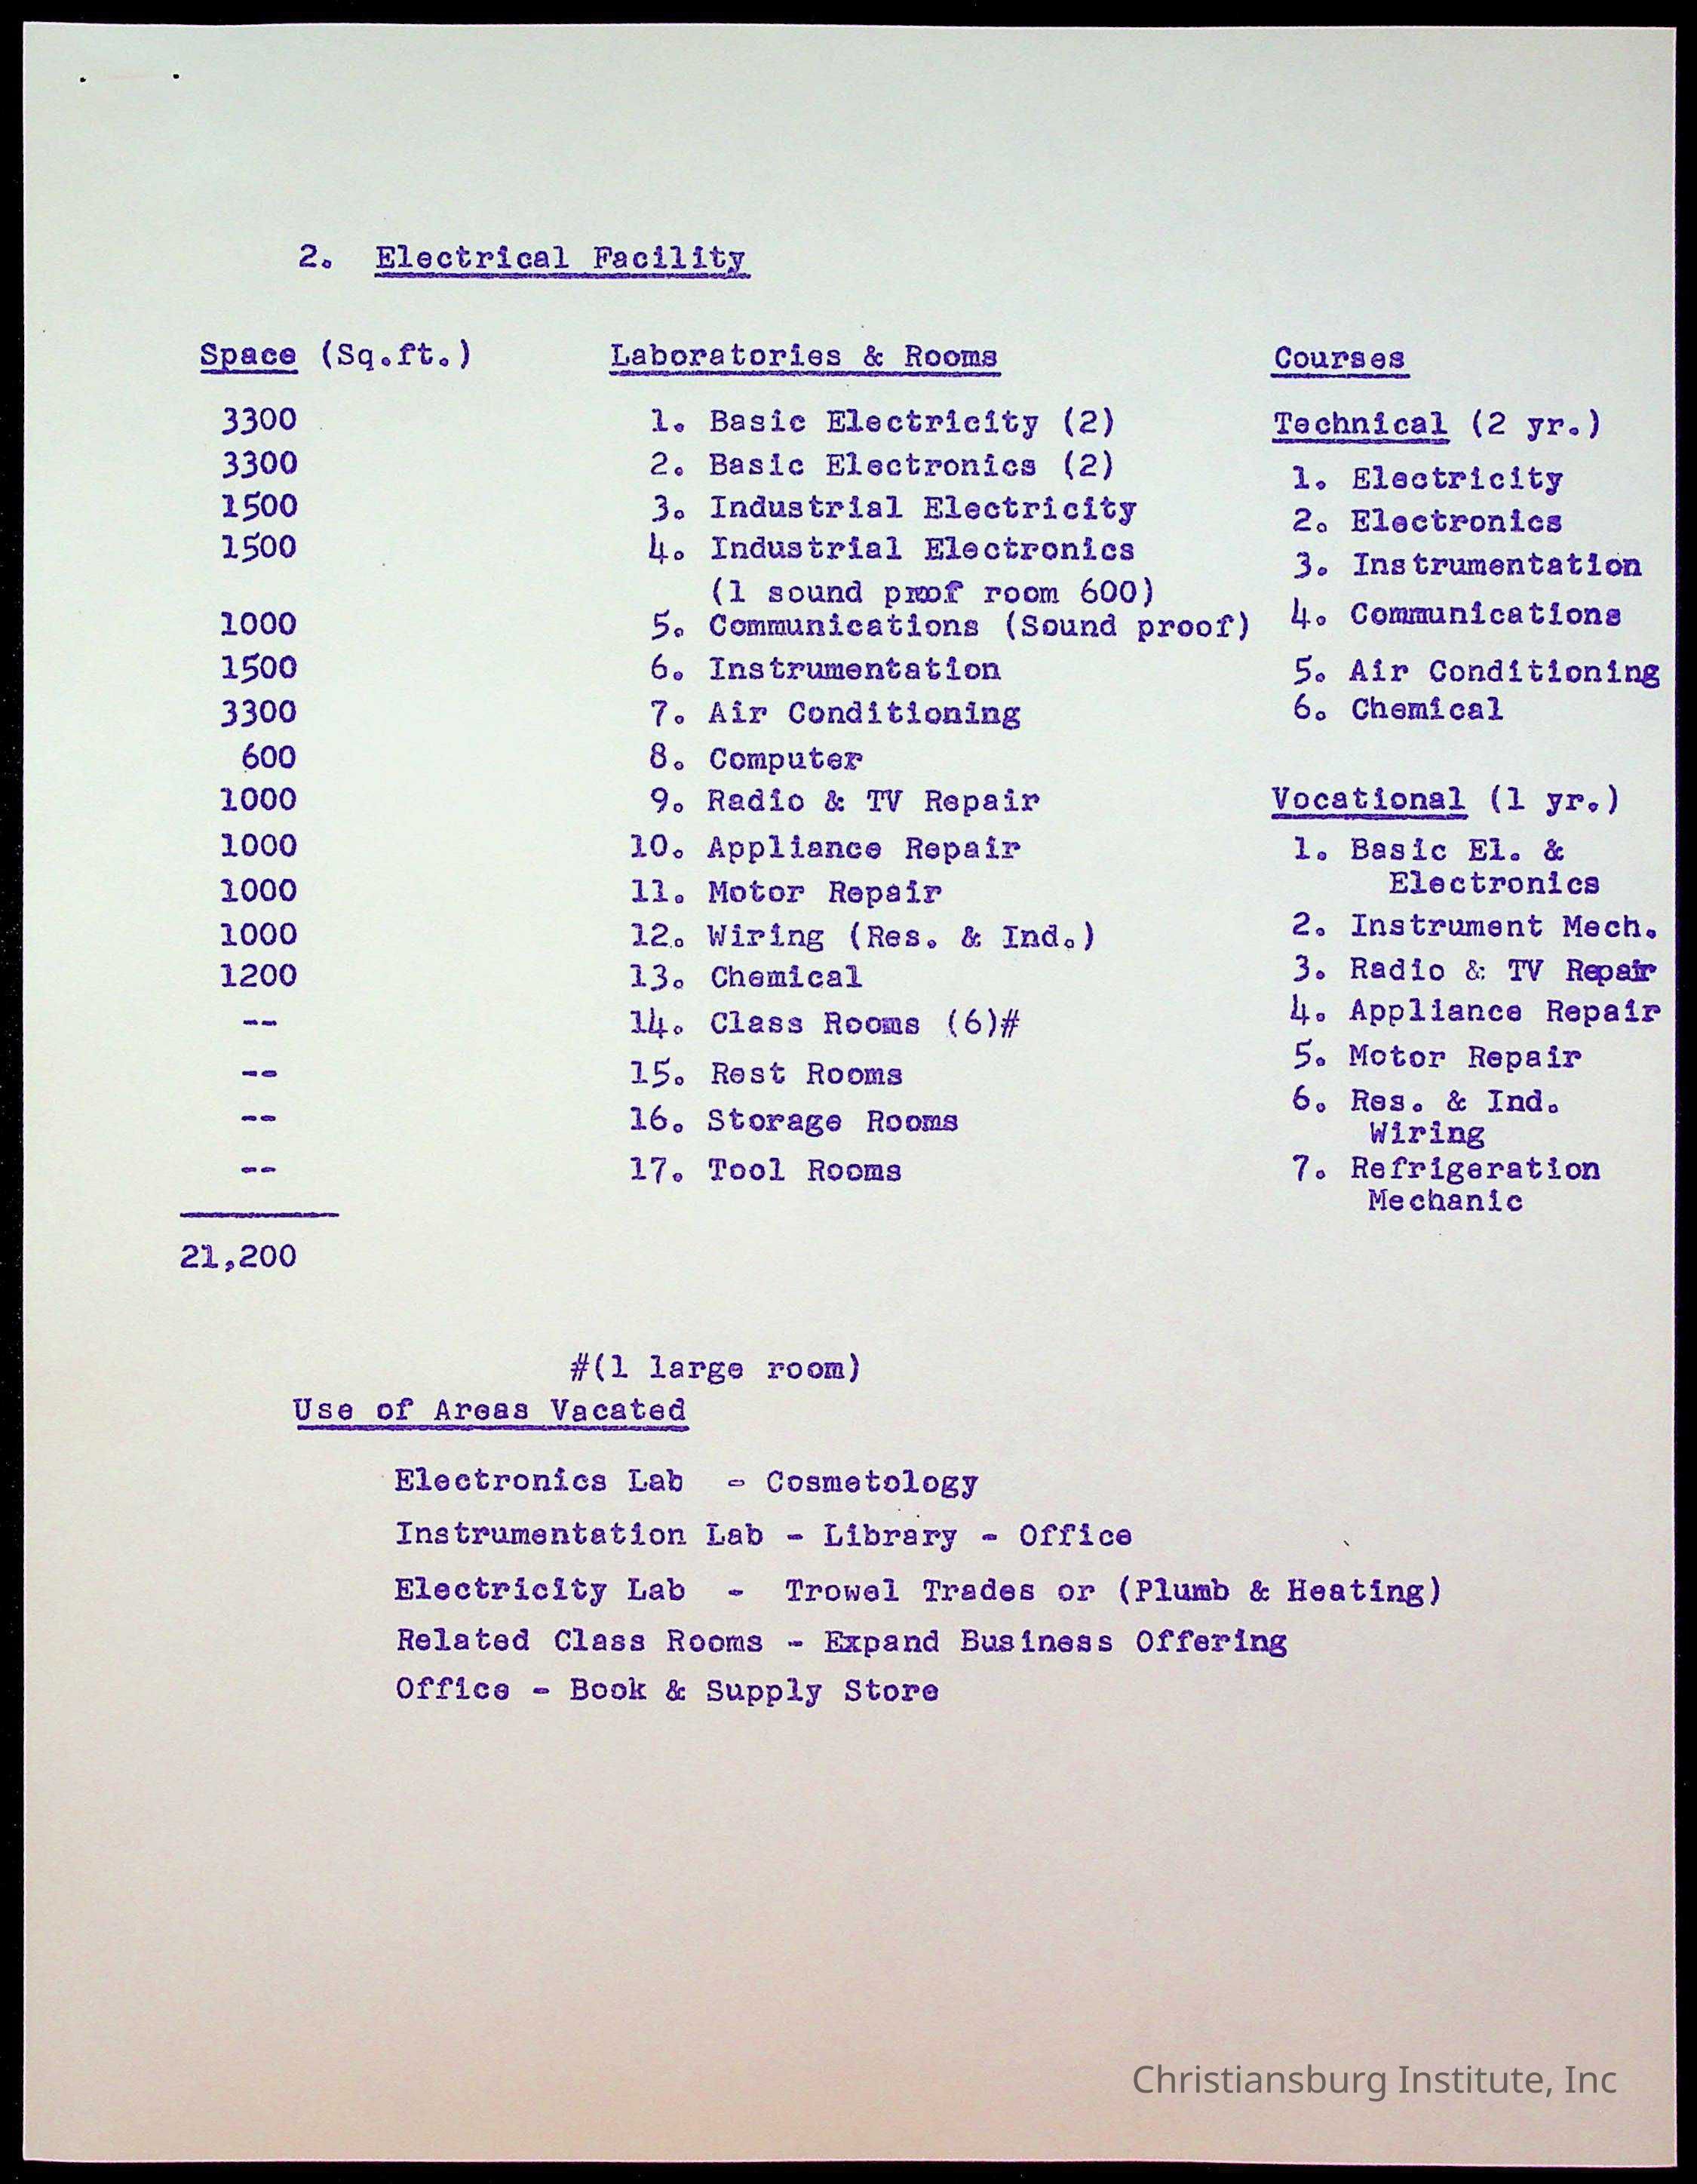 2. Electrical Facility
Space (Sq.ft.) Laboratories & Rooms Courses
3300 1. Basic Electricity (2) Technical (2 yr.)
3300 2. Basic Electronics (2) 1. Electricity
1500 3. Industrial Electricity 2. Electronics
1500 4. Industrial Electronics 3. Instrumentation
(1 sound proof room 600)
1000 5. Communications (Sound proof) 4. Communications
1500 6. Instrumentation 5. Air Conditioning
3300 7. Air Conditioning 6. Chemical
600 8. Computer
1000 9. Radio & TV Repair Vocational (1 yr.)
1000 10. Appliance Repair 1. Basic El. &
1000 11. Motor Repair Electronics
1000 12. Wiring (Res. & Ind.) 2. Instrument Mech.
1200 13. Chemical 3. Radio & TV Repair
-- 14. Class Rooms (6)# 4. Appliance Repair
-- 15. Rest Rooms 5. Motor Repair
-- 16. Storage Rooms 6. Res. & Ind.
Wiring
-- 17. Tool Rooms 7. Refrigeration
Mechanic
21,200
#(1 large room)
Use of Areas Vacated
Electronics Lab - Cosmetology
Instrumentation Lab - Library - Office
Electricity Lab - Trowel Trades or (Plumb & Heating)
Related Class Rooms - Expand Business Offering
Office - Book & Supply Store
Christiansburg Institute, Inc